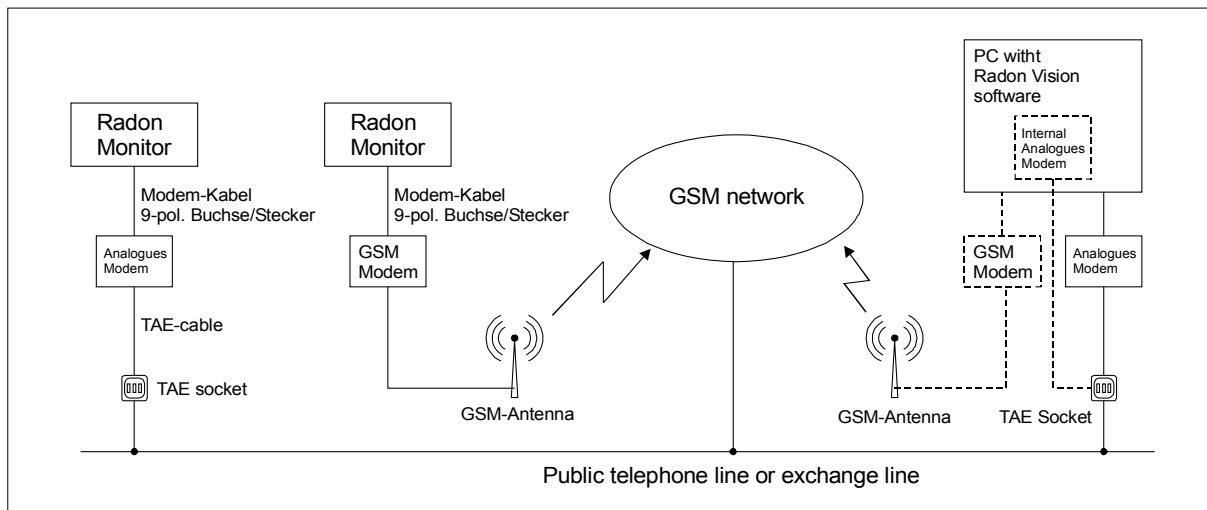 Radon
Monitor
Modem-Kabel
9-pol. Buchse/Stecker
Analogues
Modem
TAE-cable
TAE socket
Radon
Monitor
Modem-Kabel
9-pol. Buchse/Stecker
GSM
Modem
GSM-Antenna
GSM network
PC witht
Radon Vision
software
Internal
Analogues
Modem
GSM
Modem
Analogues
Modem
GSM-Antenna
TAE Socket
Public telephone line or exchange line